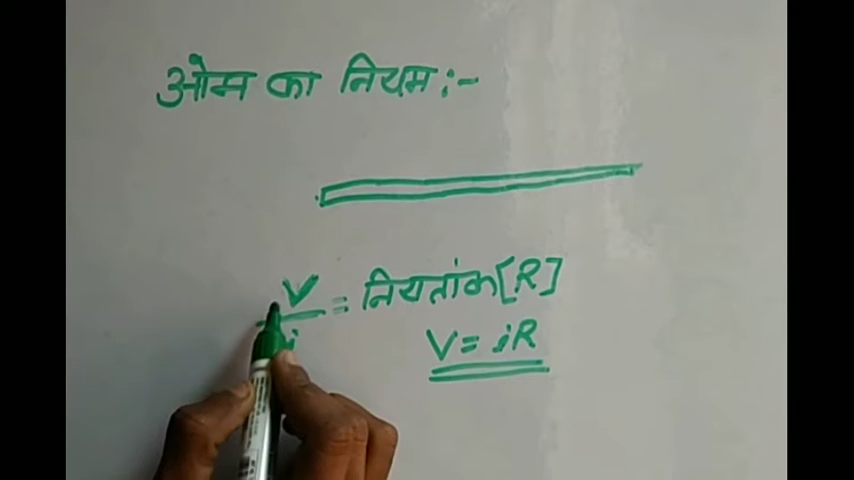 ओम का नियम :-
V/i = नियतांक [R]
V = iR